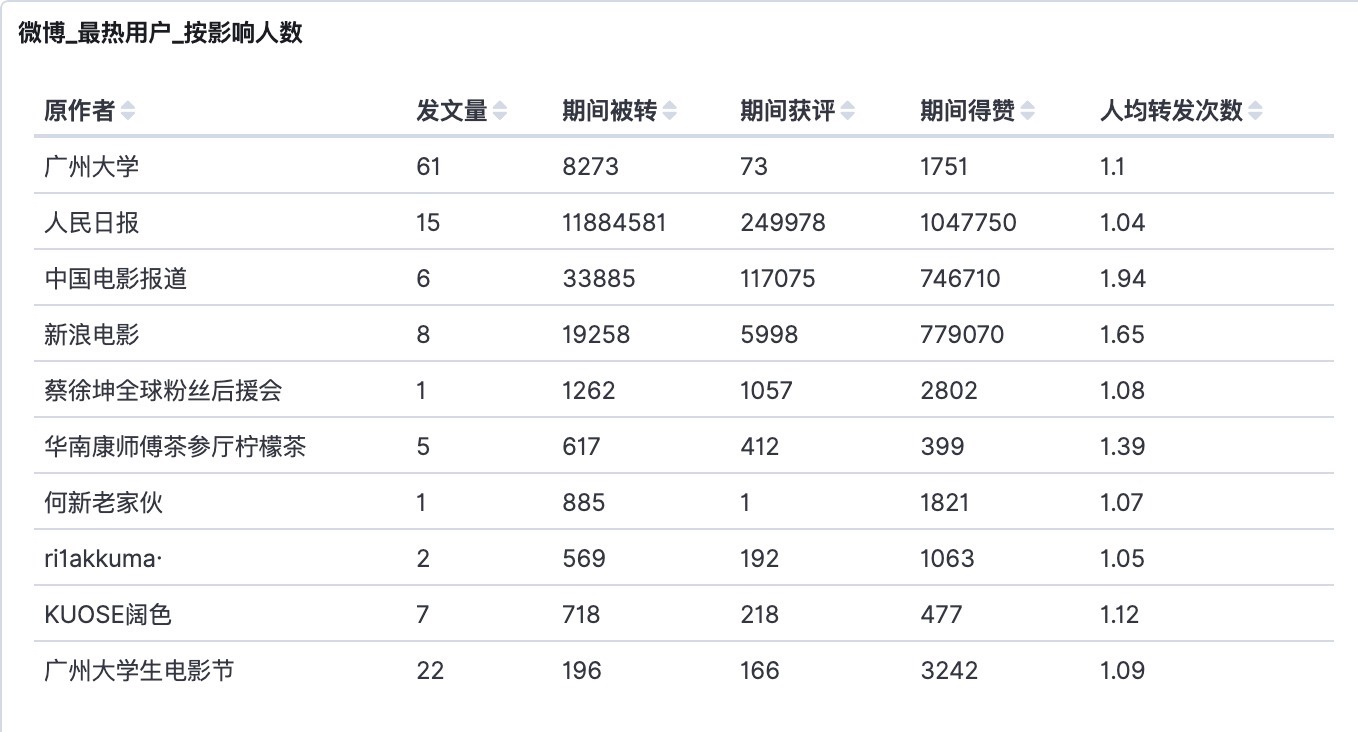 微博_最热用户_按影响人数
原作者 发文量 期间被转 期间获评 期间得赞 人均转发次数
广州大学 61 8273 73 1751 1.1
人民日报 15 11884581 249978 1047750 1.04
中国电影报道 6 33885 117075 746710 1.94
新浪电影 8 19258 5998 779070 1.65
蔡徐坤全球粉丝后援会 1 1262 1057 2802 1.08
华南康师傅茶参厅柠檬茶 5 617 412 399 1.39
何新老家伙 1 885 1 1821 1.07
ri1akkuma· 2 569 192 1063 1.05
KUOSE阔色 7 718 218 477 1.12
广州大学生电影节 22 196 166 3242 1.09